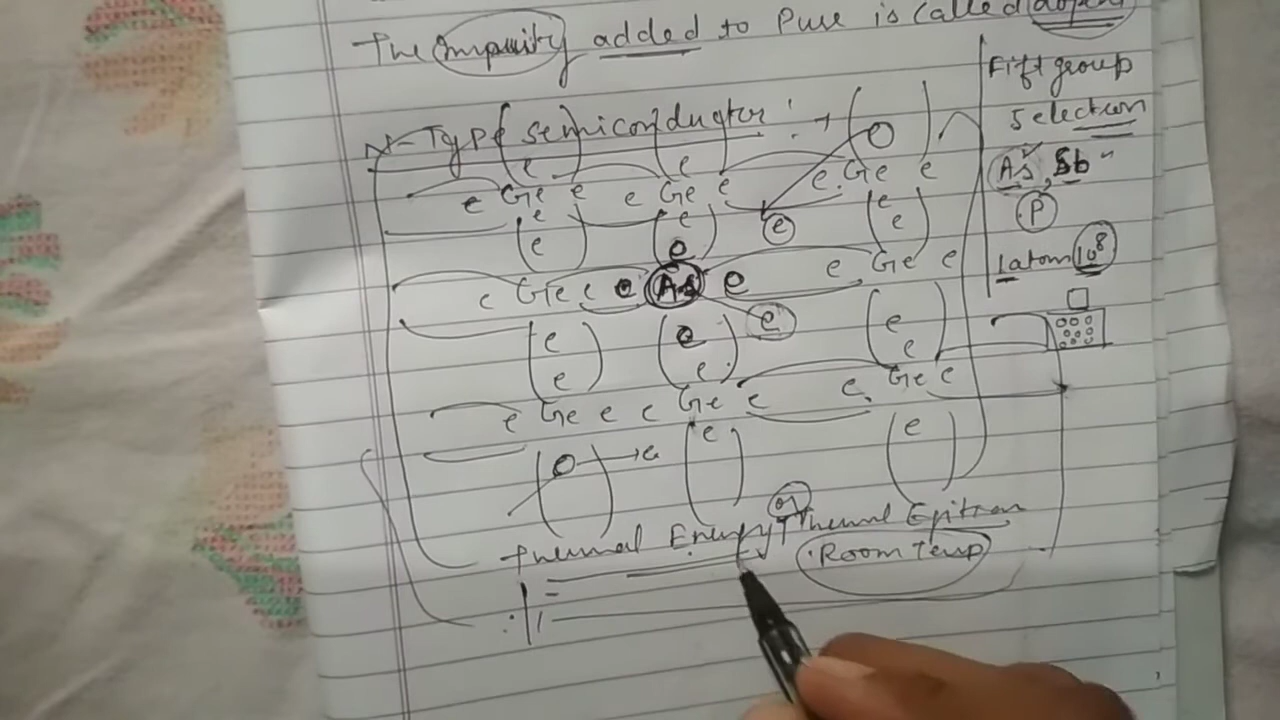 The Impurity added to Pure is called
N-Type semiconductor :→ O
Fift group
5 electron
As, Sb "
P
1 atom 10⁸
e e
e Ge e e Ge e e Ge e
e e e e
e e e
e Ge e e As e e Ge e
e e e
e e e
e Ge e e Ge e e Ge e
O → e e e
or
Thermal Energy Thermal
Room Temp